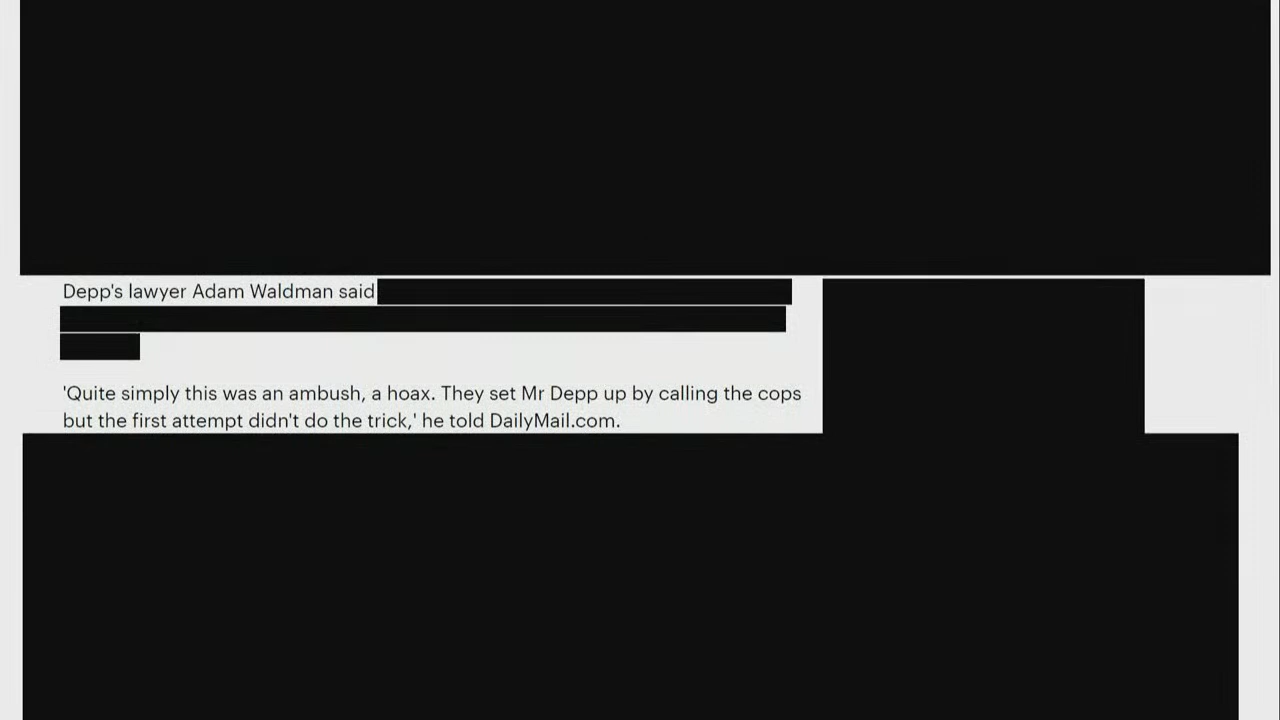 Depp's lawyer Adam Waldman said
'Quite simply this was an ambush, a hoax. They set Mr Depp up by calling the cops
but the first attempt didn't do the trick,' he told DailyMail.com.